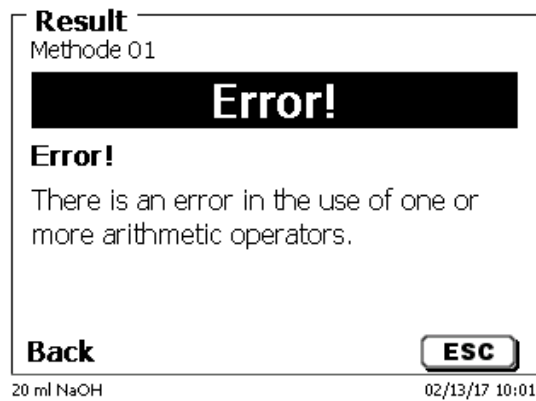 Result
Methode 01
Error!
Error!
There is an error in the use of one or
more arithmetic operators.
Back ESC
20 ml NaOH 02/13/17 10:01